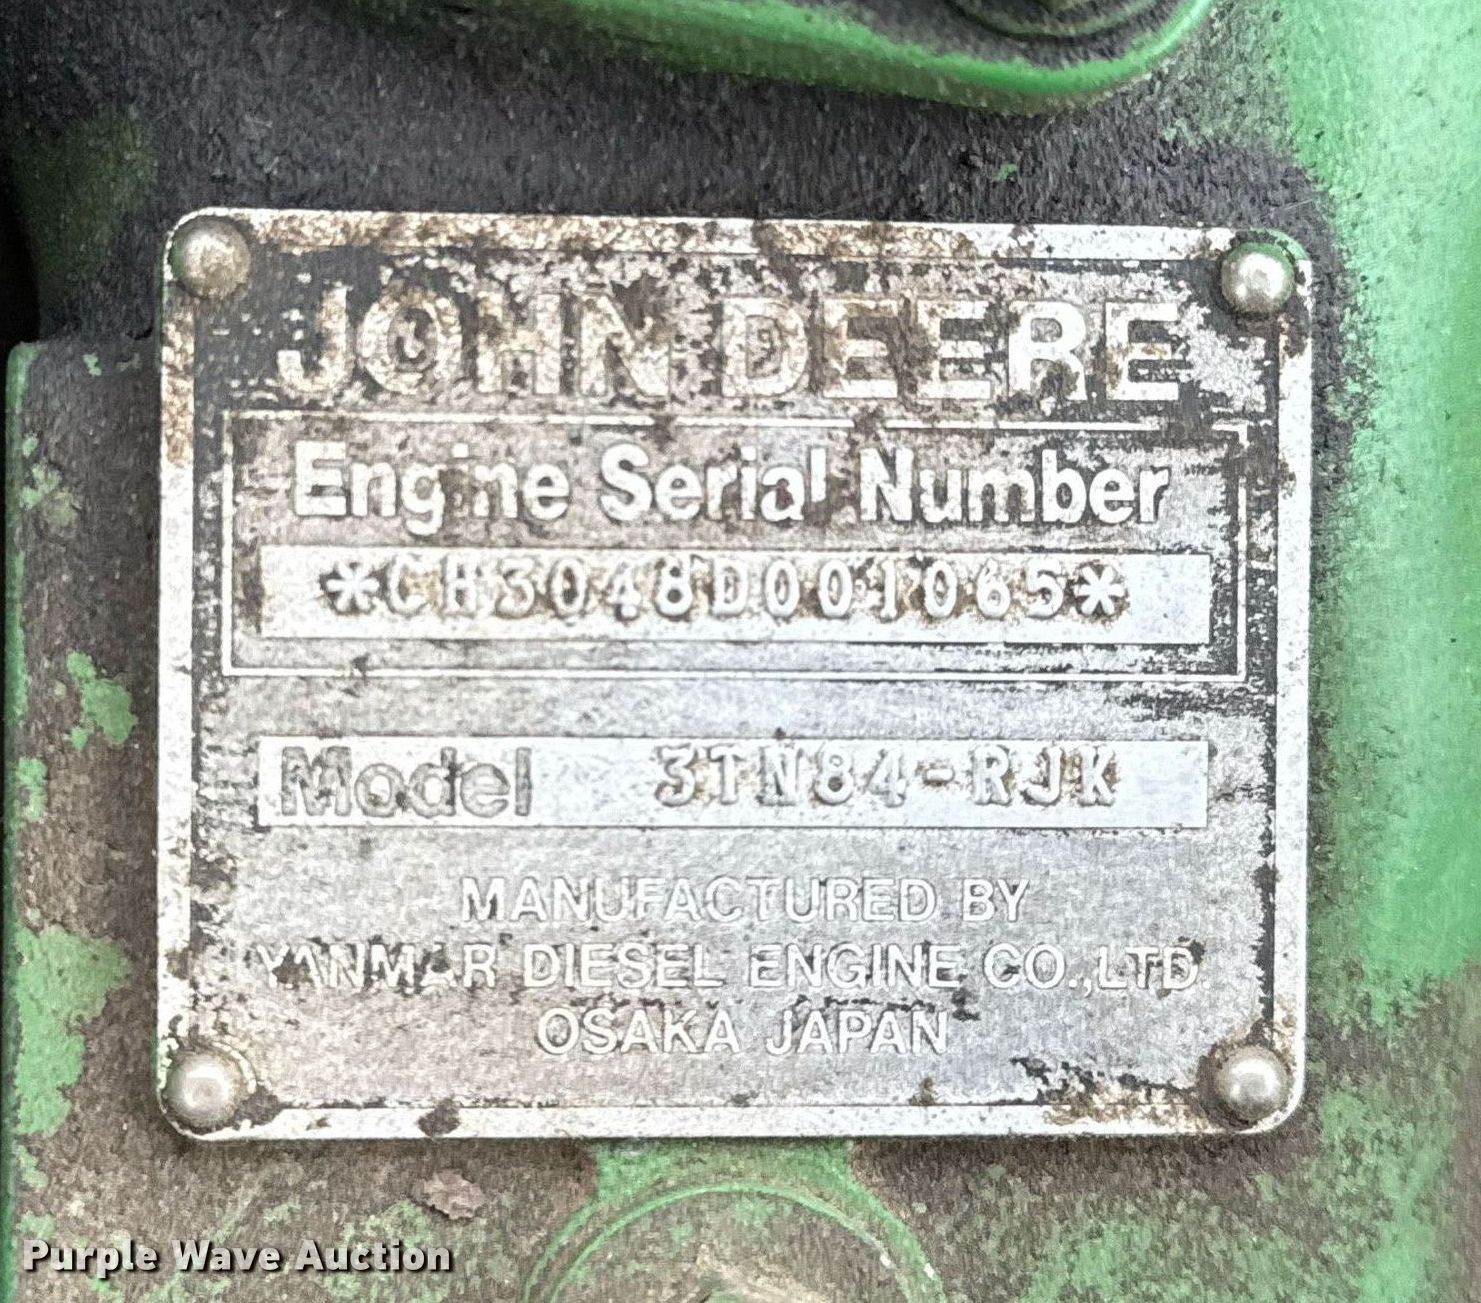 JOHN DEERE
Engine Serial Number
*CH3048D001065*
Model 3TN84-RJK
MANUFACTURED BY
YANMAR DIESEL ENGINE CO.,LTD.
OSAKA JAPAN
Purple Wave Auction